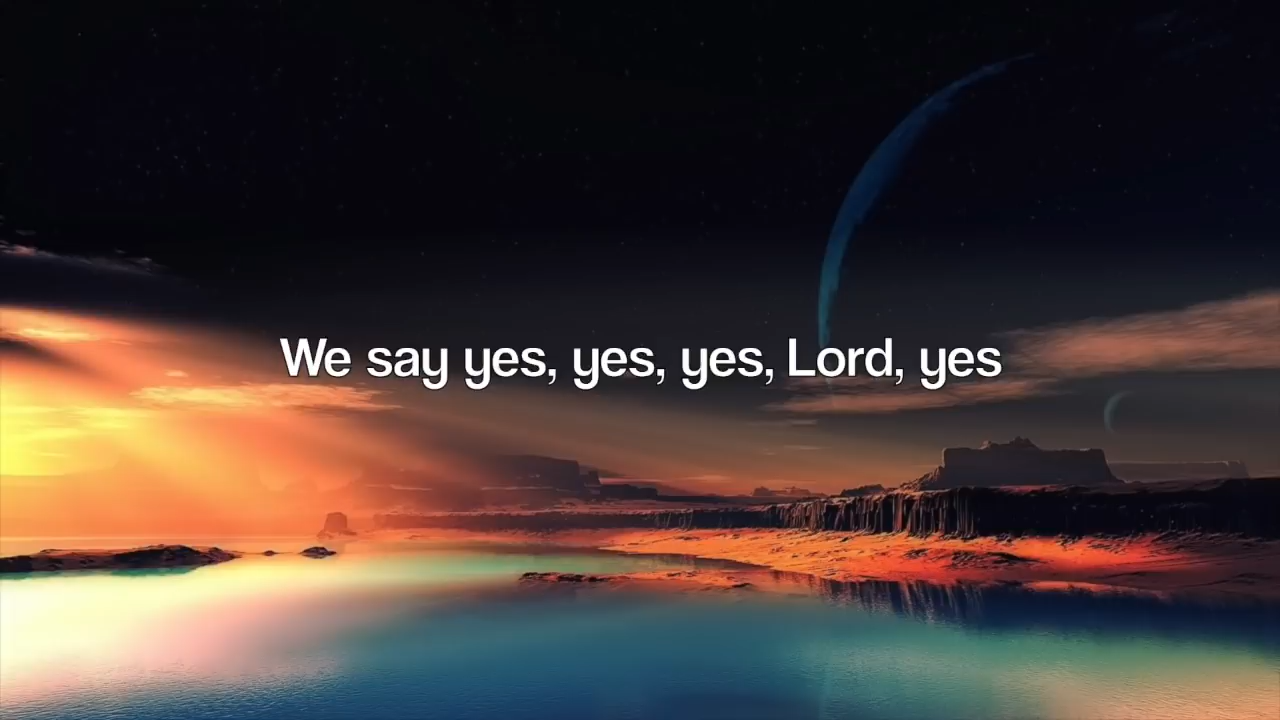 We say yes, yes, yes, Lord, yes